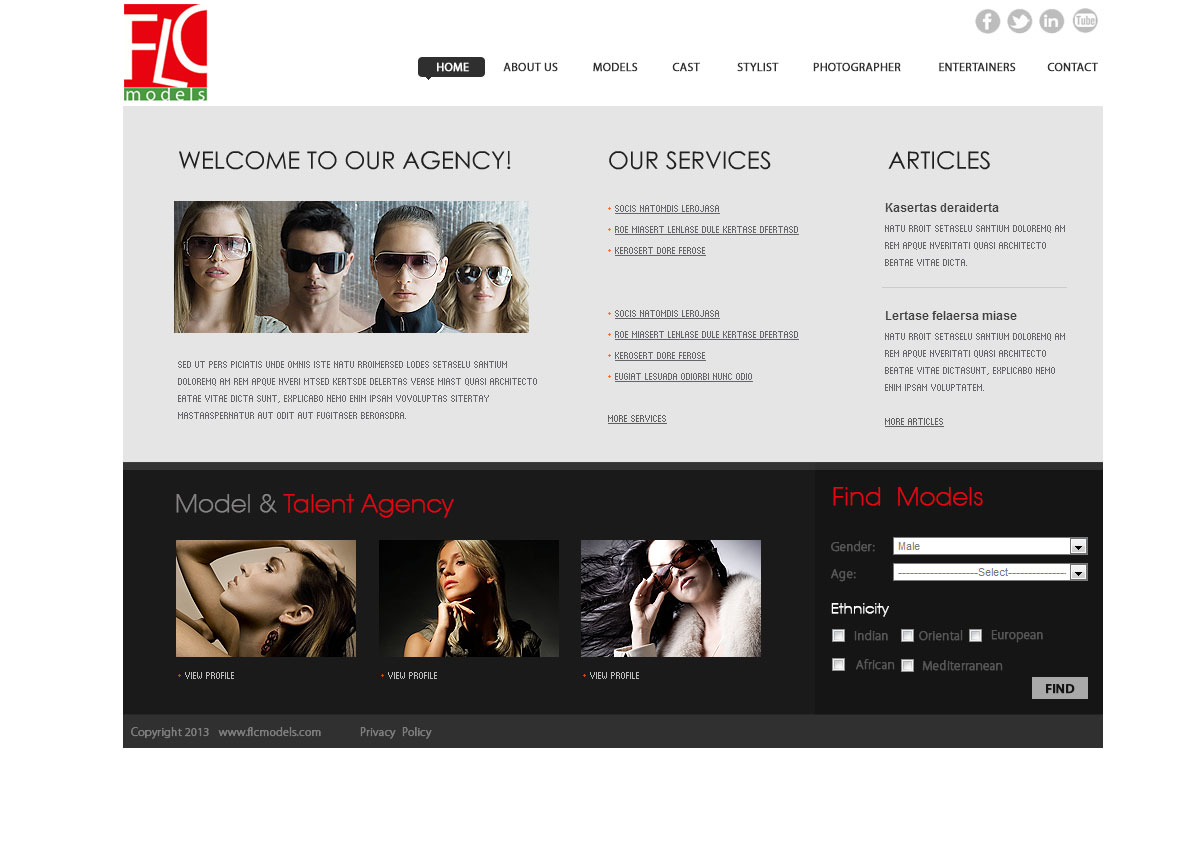 FLC
models
Tube
HOME ABOUT US MODELS CAST STYLIST PHOTOGRAPHER ENTERTAINERS CONTACT
WELCOME TO OUR AGENCY!
SED UT PERS PICIATIS UNDE OMNIS ISTE NATU RROIMERSED LODES SETASELU SANTIUM
DOLOREMQ AM REM APQUE NVERI MTSED KERTSDE DELERTAS VEASE MIAST QUASI ARCHITECTO
EATAE VITAE DICTA SUNT, EXPLICABO NEMO ENIM IPSAM VOVOLUPTAS SITERTAY
MASTAASPERNATUR AUT ODIT AUT FUGITASER BEROASDRA.
OUR SERVICES
SOCIS NATOMDIS LEROJASA
ROE MIASERT LENLASE DULE KERTASE DFERTASD
KEROSERT DORE FEROSE
SOCIS NATOMDIS LEROJASA
ROE MIASERT LENLASE DULE KERTASE DFERTASD
KEROSERT DORE FEROSE
EUGIAT LESUADA ODIORBI NUNC ODIO
MORE SERVICES
ARTICLES
Kasertas deraiderta
NATU RROIT SETASELU SANTIUM DOLOREMQ AM
REM APQUE NVERITATI QUASI ARCHITECTO
BEATAE VITAE DICTA.
Lertase felaersa miase
NATU RROIT SETASELU SANTIUM DOLOREMQ AM
REM APQUE NVERITATI QUASI ARCHITECTO
BEATAE VITAE DICTASUNT, EXPLICABO NEMO
ENIM IPSAM VOLUPTATEM.
MORE ARTICLES
Model & Talent Agency
VIEW PROFILE
VIEW PROFILE
VIEW PROFILE
Find Models
Gender: Male
Age: --------------------Select---------------
Ethnicity
Indian Oriental European
African Mediterranean
FIND
Copyright 2013 www.flcmodels.com Privacy Policy